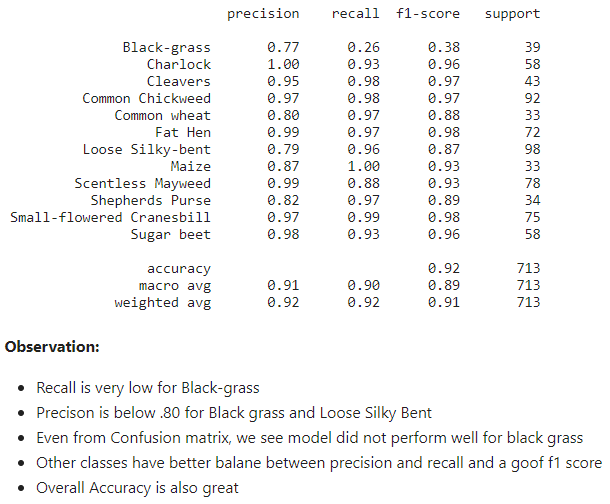 precision recall f1-score support
Black-grass 0.77 0.26 0.38 39
Charlock 1.00 0.93 0.96 58
Cleavers 0.95 0.98 0.97 43
Common Chickweed 0.97 0.98 0.97 92
Common wheat 0.80 0.97 0.88 33
Fat Hen 0.99 0.97 0.98 72
Loose Silky-bent 0.79 0.96 0.87 98
Maize 0.87 1.00 0.93 33
Scentless Mayweed 0.99 0.88 0.93 78
Shepherds Purse 0.82 0.97 0.89 34
Small-flowered Cranesbill 0.97 0.99 0.98 75
Sugar beet 0.98 0.93 0.96 58
accuracy 0.92 713
macro avg 0.91 0.90 0.89 713
weighted avg 0.92 0.92 0.91 713
Observation:
• Recall is very low for Black-grass
• Precison is below .80 for Black grass and Loose Silky Bent
• Even from Confusion matrix, we see model did not perform well for black grass
• Other classes have better balane between precision and recall and a goof f1 score
• Overall Accuracy is also great